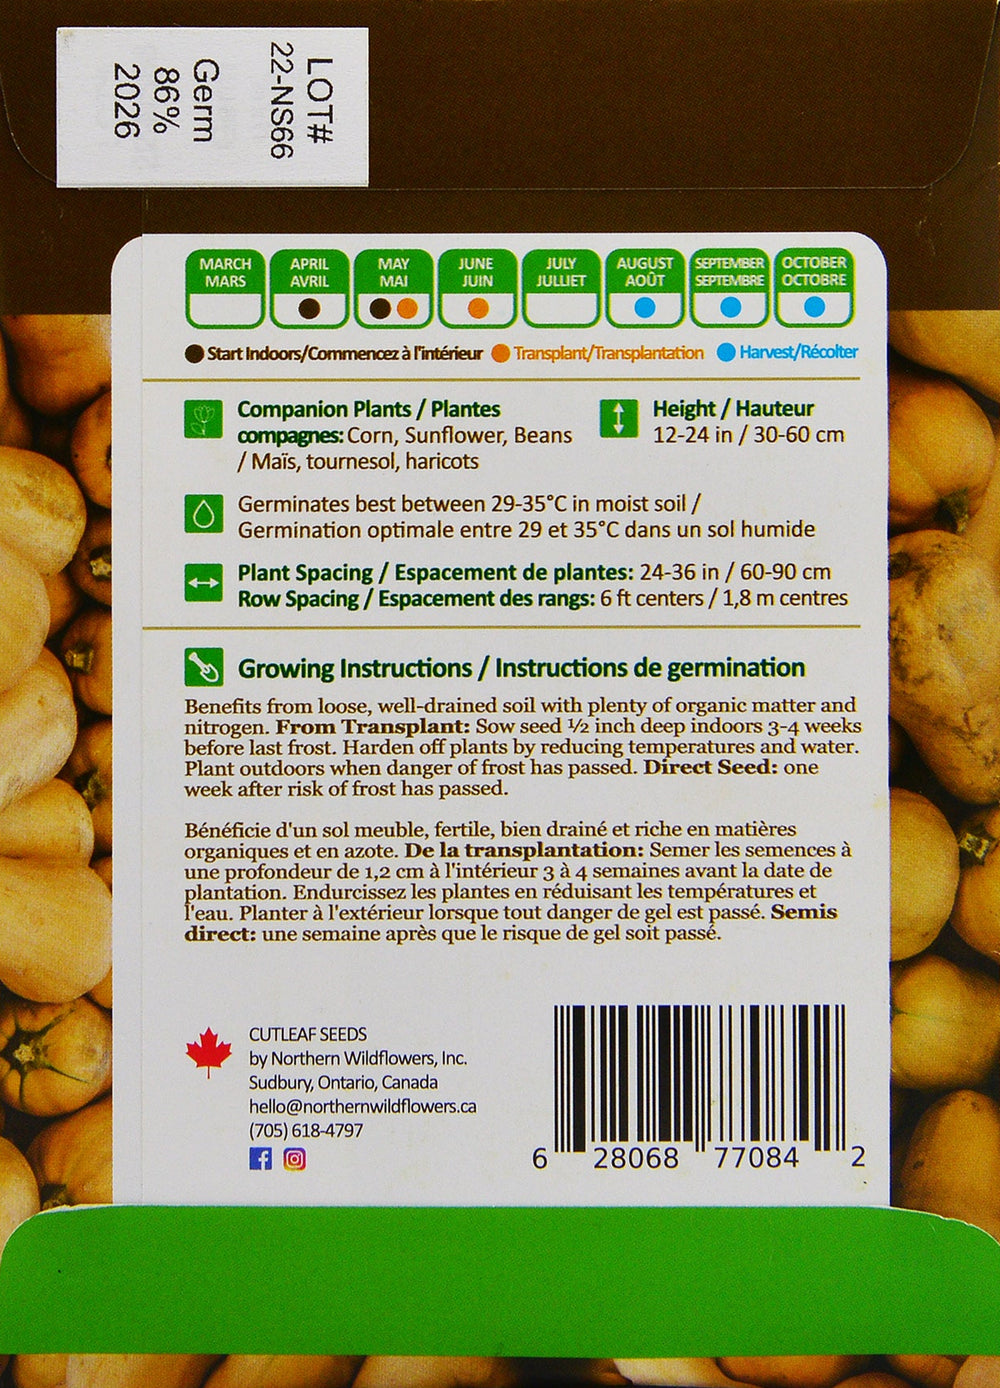 LOT#
22-NS66
Germ
86%
2026
MARCH
MARS
APRIL
AVRIL
MAY
MAI
JUNE
JUIN
JULY
JULLIET
AUGUST
AOÛT
SEPTEMBER
SEPTEMBRE
OCTOBER
OCTOBRE
Start Indoors/Commencez à l'intérieur Transplant/Transplantation Harvest/Récolter
Companion Plants / Plantes
compagnes: Corn, Sunflower, Beans
/ Maïs, tournesol, haricots
Height / Hauteur
12-24 in / 30-60 cm
Germinates best between 29-35°C in moist soil /
Germination optimale entre 29 et 35°C dans un sol humide
Plant Spacing / Espacement de plantes: 24-36 in / 60-90 cm
Row Spacing / Espacement des rangs: 6 ft centers / 1,8 m centres
Growing Instructions / Instructions de germination
Benefits from loose, well-drained soil with plenty of organic matter and
nitrogen. From Transplant: Sow seed ½ inch deep indoors 3-4 weeks
before last frost. Harden off plants by reducing temperatures and water.
Plant outdoors when danger of frost has passed. Direct Seed: one
week after risk of frost has passed.
Bénéficie d'un sol meuble, fertile, bien drainé et riche en matières
organiques et en azote. De la transplantation: Semer les semences à
une profondeur de 1,2 cm à l'intérieur 3 à 4 semaines avant la date de
plantation. Endurcissez les plantes en réduisant les températures et
l'eau. Planter à l'extérieur lorsque tout danger de gel est passé. Semis
direct: une semaine après que le risque de gel soit passé.
CUTLEAF SEEDS
by Northern Wildflowers, Inc.
Sudbury, Ontario, Canada
hello@northernwildflowers.ca
(705) 618-4797
6 28068 77084 2